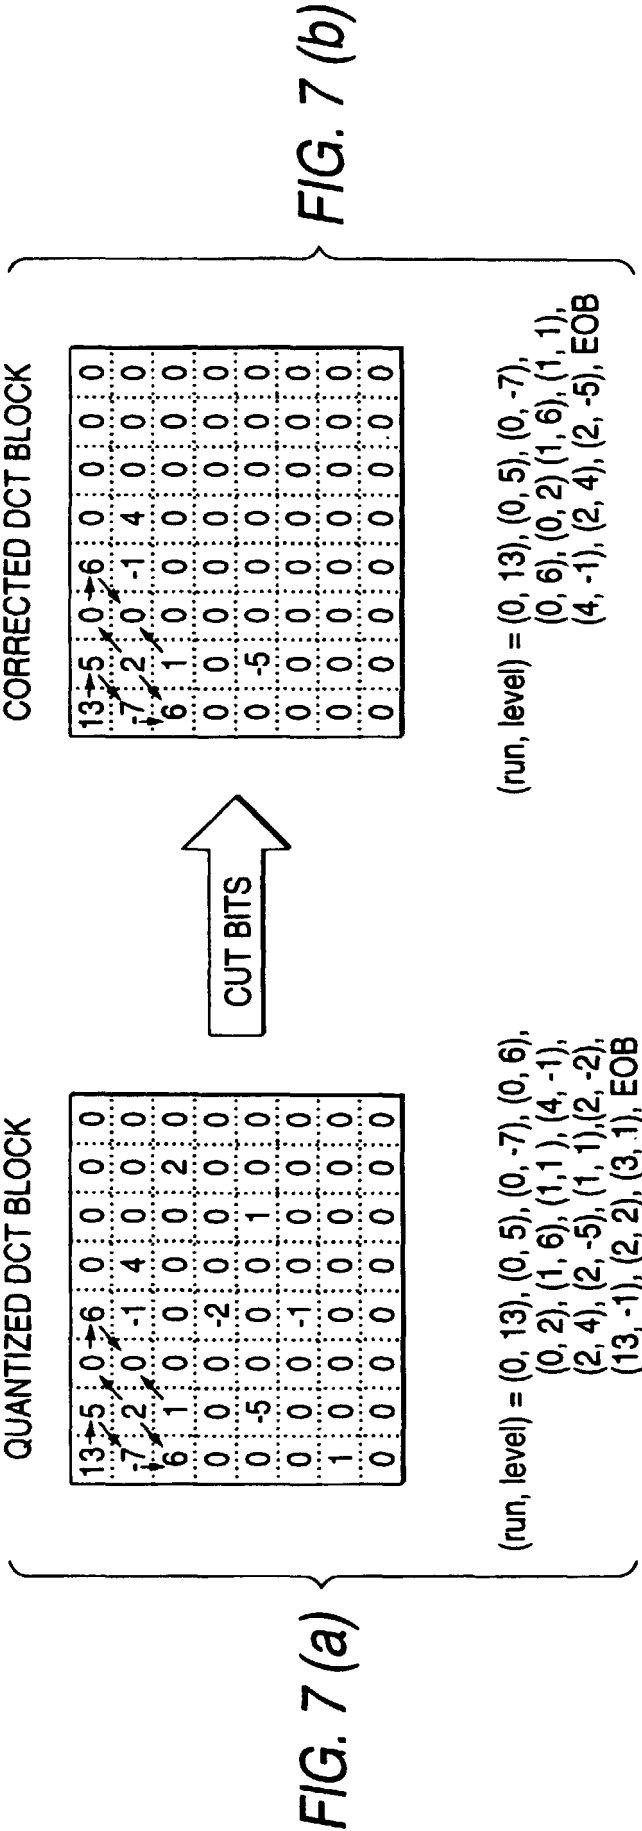 FIG. 7 (a)
QUANTIZED DCT BLOCK
13 5 0 6 0 0 0 0
-7 2 0 -1 4 0 0 0
6 1 0 0 0 0 2 0
0 0 0 -2 0 0 0 0
0 -5 0 0 0 1 0 0
0 0 0 -1 0 0 0 0
1 0 0 0 0 0 0 0
0 0 0 0 0 0 0 0
(run, level) = (0, 13), (0, 5), (0, -7), (0, 6),
(0, 2), (1, 6), (1,1 ), (4, -1),
(2, 4), (2, -5), (1, 1),(2, -2),
(13, -1), (2, 2), (3, 1), EOB
CUT BITS
CORRECTED DCT BLOCK
13 5 0 6 0 0 0 0
-7 2 0 -1 4 0 0 0
6 1 0 0 0 0 0 0
0 0 0 0 0 0 0 0
0 -5 0 0 0 0 0 0
0 0 0 0 0 0 0 0
0 0 0 0 0 0 0 0
0 0 0 0 0 0 0 0
(run, level) = (0, 13), (0, 5), (0, -7),
(0, 6), (0, 2) (1, 6), (1, 1),
(4, -1), (2, 4), (2, -5), EOB
FIG. 7 (b)